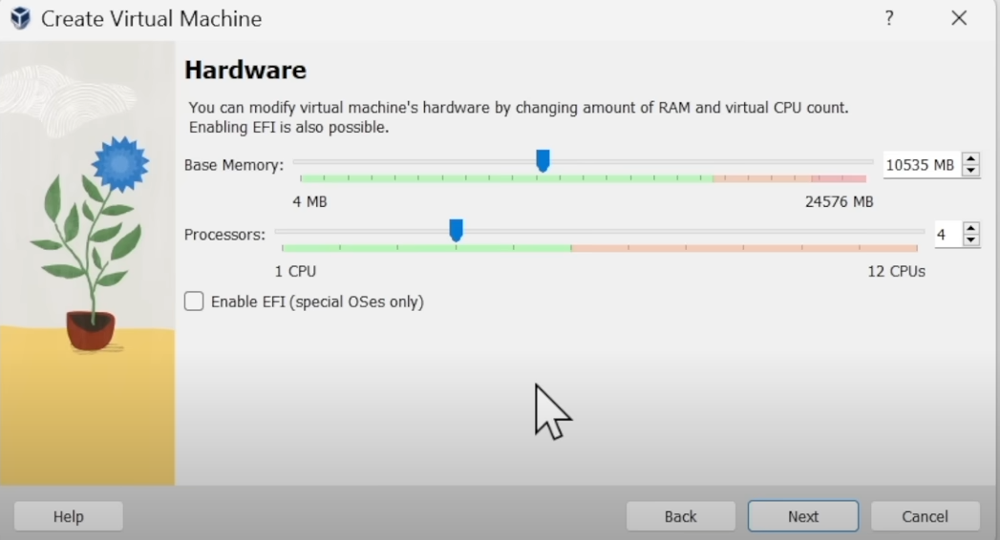 Create Virtual Machine
?
Hardware
You can modify virtual machine's hardware by changing amount of RAM and virtual CPU count.
Enabling EFI is also possible.
Base Memory: 10535 MB
4 MB 24576 MB
Processors: 4
1 CPU 12 CPUs
Enable EFI (special OSes only)
Help Back Next Cancel